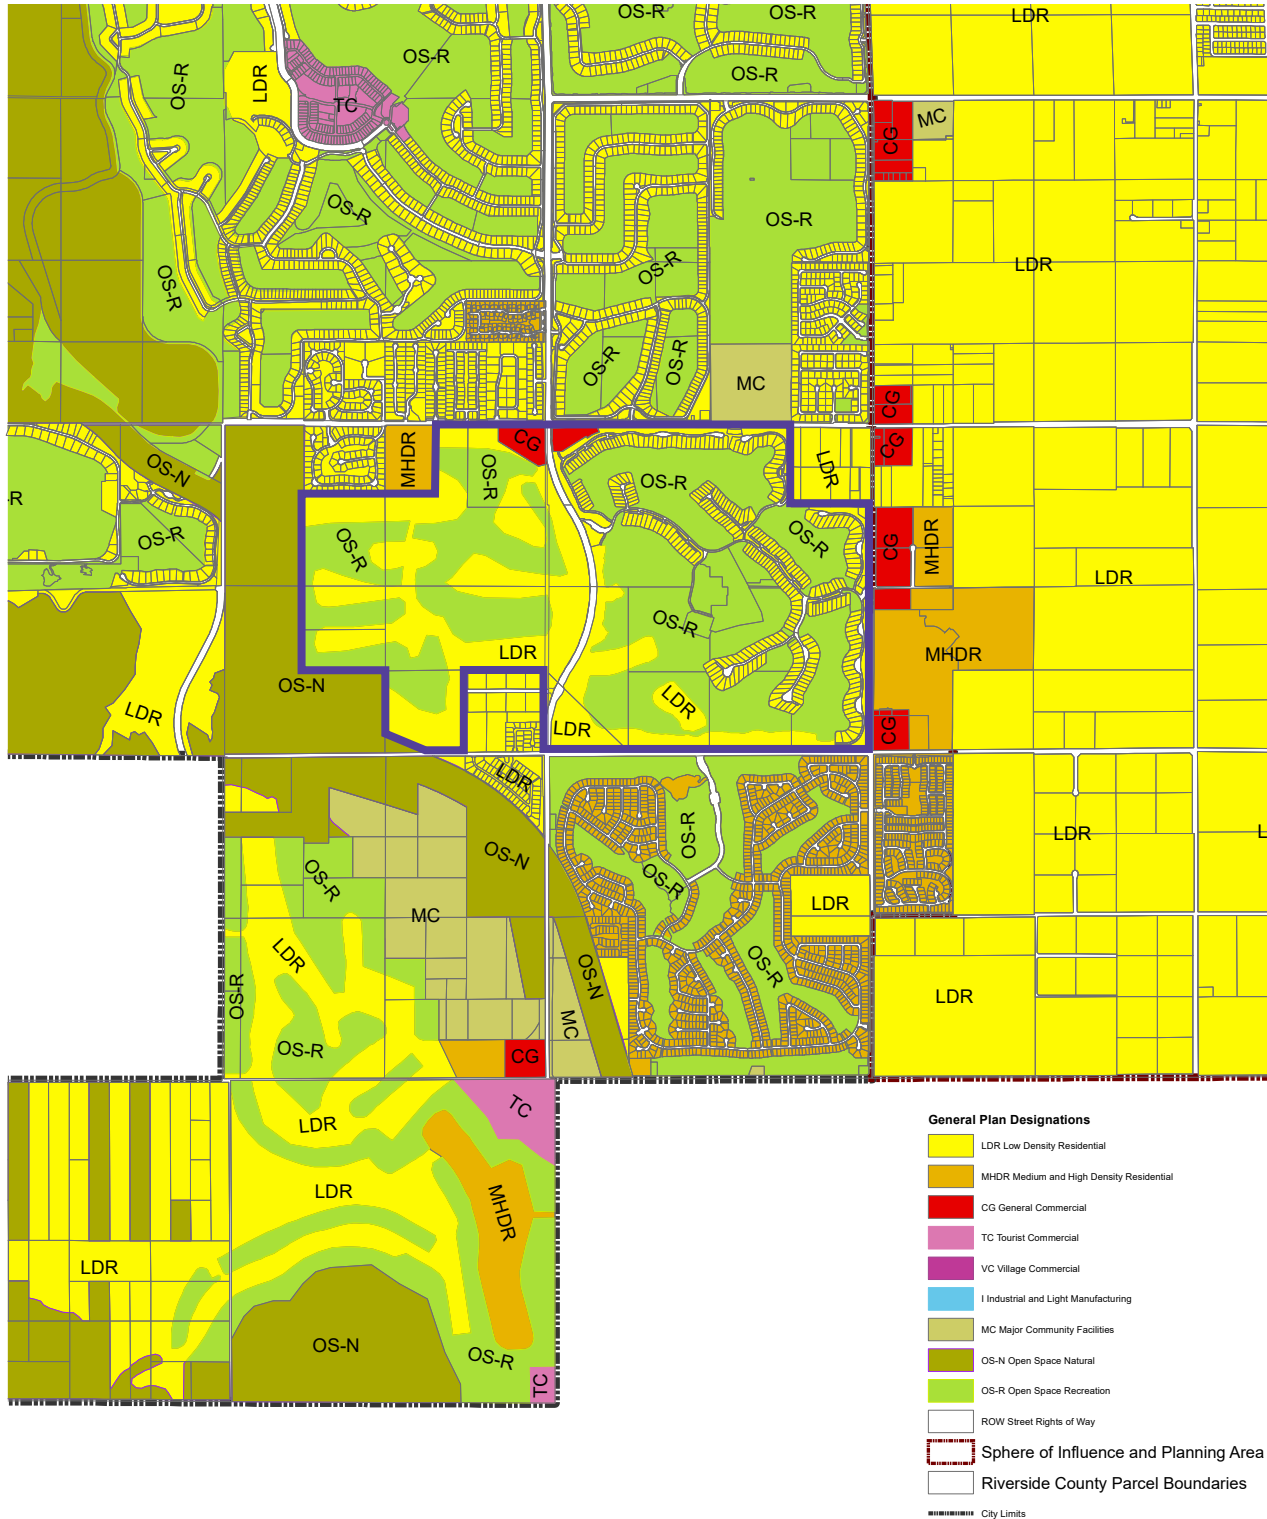 OS-R
OS-R
LDR
OS-R
OS-R
LDR
OS-R
TC
CG
MC
OS-R
OS-R
LDR
OS-R
OS-R
OS-R
OS-R
MC
CG
CG
CG
MHDR
OS-R
LDR
OS-N
OS-R
-R
OS-R
OS-R
OS-R
CG
MHDR
LDR
OS-R
LDR
MHDR
OS-N
LDR
LDR
LDR
CG
LDR
OS-R
LDR
OS-N
OS-R
OS-R
LDR
L
MC
LDR
OS-R
OS-N
OS-R
LDR
MC
OS-R
CG
TC
LDR
LDR
MHDR
LDR
OS-N
OS-R
TC
General Plan Designations
LDR Low Density Residential
MHDR Medium and High Density Residential
CG General Commercial
TC Tourist Commercial
VC Village Commercial
I Industrial and Light Manufacturing
MC Major Community Facilities
OS-N Open Space Natural
OS-R Open Space Recreation
ROW Street Rights of Way
Sphere of Influence and Planning Area
Riverside County Parcel Boundaries
City Limits